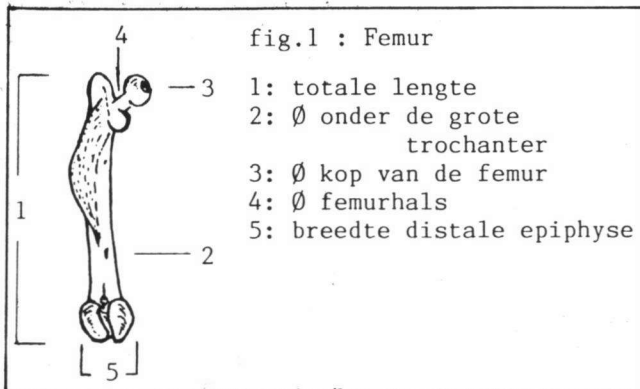 fig.1 : Femur
1: totale lengte
2: Ø onder de grote
trochanter
3: Ø kop van de femur
4: Ø femurhals
5: breedte distale epiphyse
4
3
1
2
5